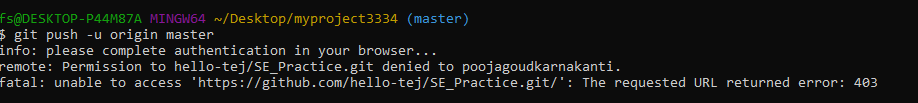 fs@DESKTOP-P44M87A MINGW64 ~/Desktop/myproject3334 (master)
$ git push -u origin master
info: please complete authentication in your browser...
remote: Permission to hello-tej/SE_Practice.git denied to poojagoudkarnakanti.
fatal: unable to access 'https://github.com/hello-tej/SE_Practice.git/': The requested URL returned error: 403